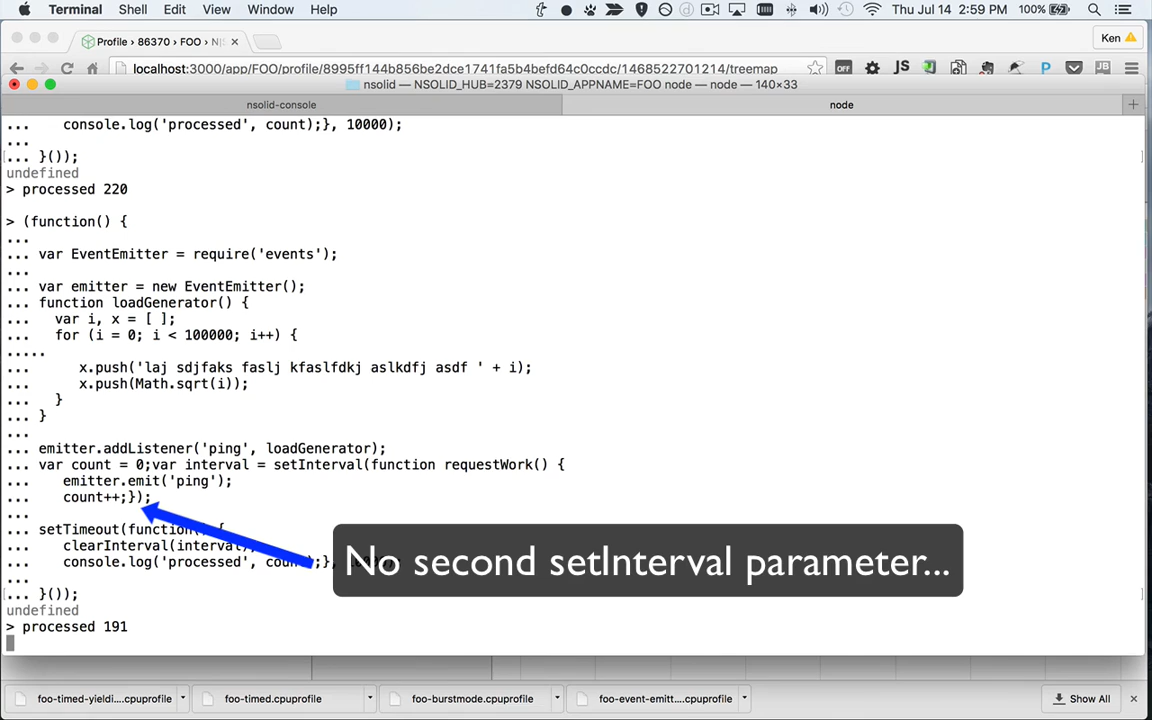 Terminal Shell Edit View Window Help Thu Jul 14 2:59 PM 100%
Profile › 86370 › FOO › N|S × Ken
localhost:3000/app/FOO/profile/8995ff144b856be2dce1741fa5b4befd64c0ccdc/1468522701214/treemap OFF JS P JB
nsolid — NSOLID_HUB=2379 NSOLID_APPNAME=FOO node — node — 140×33
nsolid-console node +
... console.log('processed', count);}, 10000);
...
[... }()); ]
undefined
> processed 220
> (function() {
...
... var EventEmitter = require('events');
...
... var emitter = new EventEmitter();
... function loadGenerator() {
... var i, x = [ ];
... for (i = 0; i < 100000; i++) {
.....
... x.push('laj sdjfaks faslj kfaslfdkj aslkdfj asdf ' + i);
... x.push(Math.sqrt(i));
... }
... }
...
... emitter.addListener('ping', loadGenerator);
... var count = 0;var interval = setInterval(function requestWork() {
... emitter.emit('ping');
... count++;});
...
... setTimeout(function() {
... clearInterval(interval);
... console.log('processed', count);},
No second setInterval parameter...
...
[... }()); ]
undefined
> processed 191
foo-timed-yieldi....cpuprofile foo-timed.cpuprofile foo-burstmode.cpuprofile foo-event-emitt....cpuprofile Show All ×